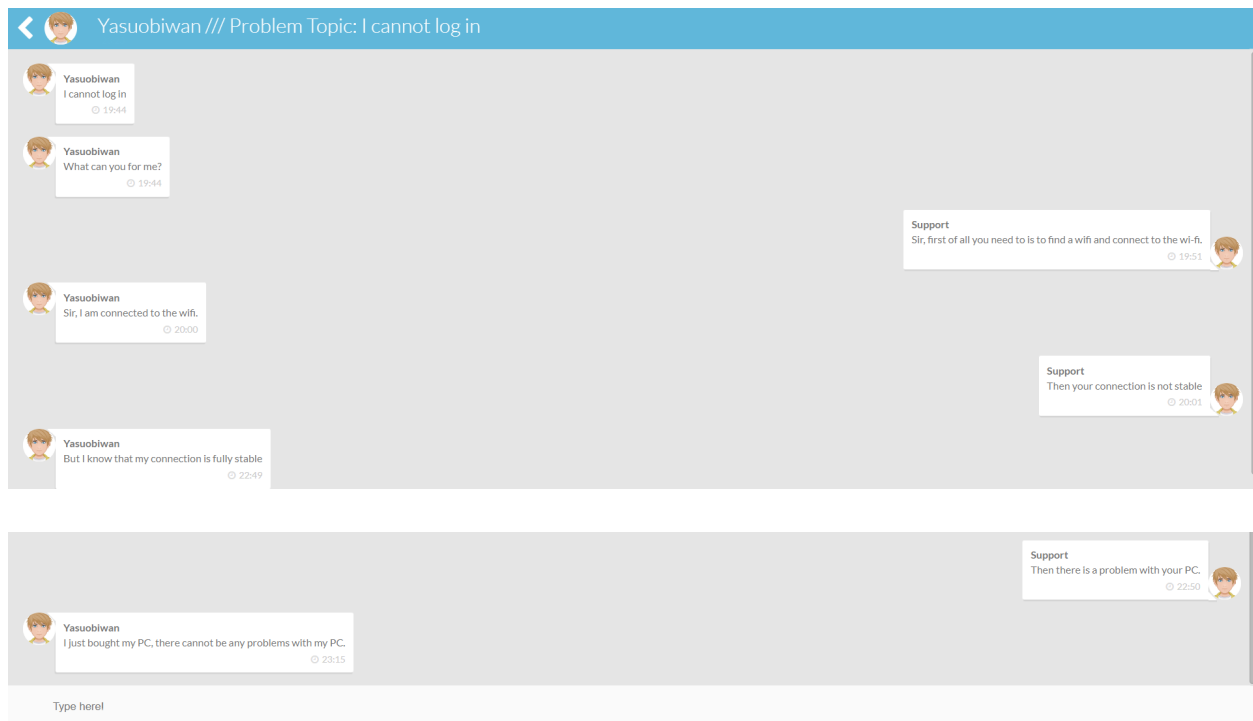 Yasuobiwan /// Problem Topic: I cannot log in
Yasuobiwan
I cannot log in
19:44
Yasuobiwan
What can you for me?
19:44
Support
Sir, first of all you need to is to find a wifi and connect to the wi-fi.
19:51
Yasuobiwan
Sir, I am connected to the wifi.
20:00
Support
Then your connection is not stable
20:01
Yasuobiwan
But I know that my connection is fully stable
22:49
Support
Then there is a problem with your PC.
22:50
Yasuobiwan
I just bought my PC, there cannot be any problems with my PC.
23:15
Type here!